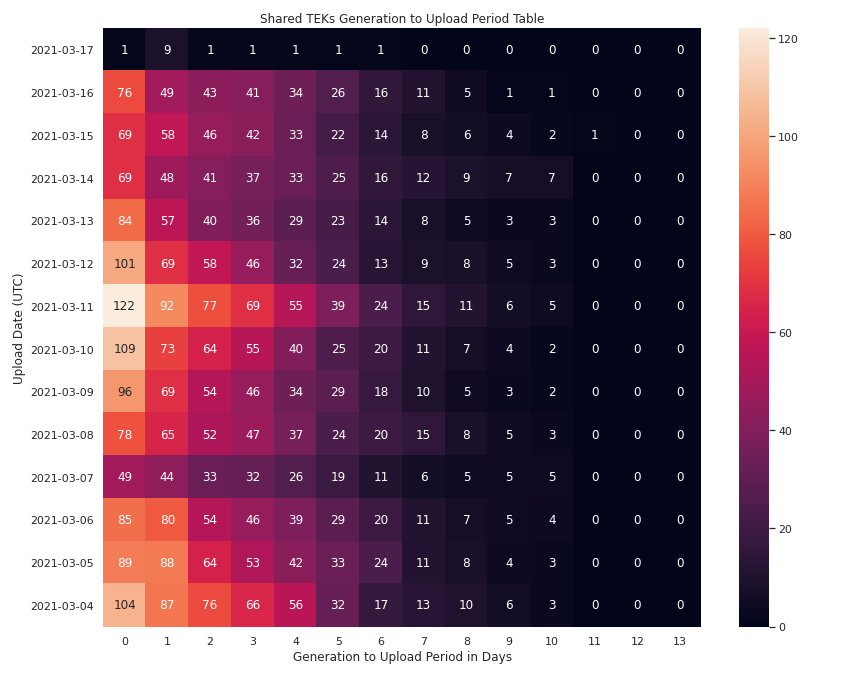 Shared TEKs Generation to Upload Period Table
Upload Date (UTC)
2021-03-17 1 9 1 1 1 1 1 0 0 0 0 0 0 0
2021-03-16 76 49 43 41 34 26 16 11 5 1 1 0 0 0
2021-03-15 69 58 46 42 33 22 14 8 6 4 2 1 0 0
2021-03-14 69 48 41 37 33 25 16 12 9 7 7 0 0 0
2021-03-13 84 57 40 36 29 23 14 8 5 3 3 0 0 0
2021-03-12 101 69 58 46 32 24 13 9 8 5 3 0 0 0
2021-03-11 122 92 77 69 55 39 24 15 11 6 5 0 0 0
2021-03-10 109 73 64 55 40 25 20 11 7 4 2 0 0 0
2021-03-09 96 69 54 46 34 29 18 10 5 3 2 0 0 0
2021-03-08 78 65 52 47 37 24 20 15 8 5 3 0 0 0
2021-03-07 49 44 33 32 26 19 11 6 5 5 5 0 0 0
2021-03-06 85 80 54 46 39 29 20 11 7 5 4 0 0 0
2021-03-05 89 88 64 53 42 33 24 11 8 4 3 0 0 0
2021-03-04 104 87 76 66 56 32 17 13 10 6 3 0 0 0
0 1 2 3 4 5 6 7 8 9 10 11 12 13
Generation to Upload Period in Days
120
100
80
60
40
20
0